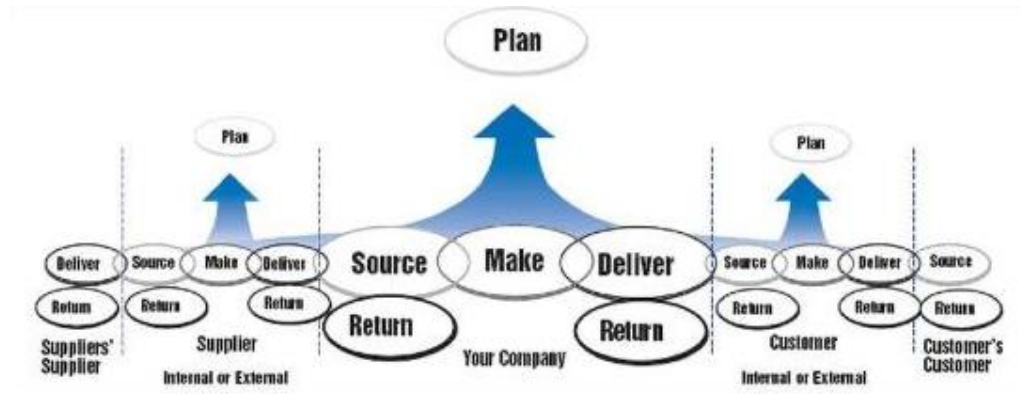 Plan
Plan
Plan
Deliver Source Make Deliver Source Make Deliver Source Make Deliver Source
Return Return Return Return Return Return Return Return
Suppliers'
Supplier
Supplier
Internal or External
Your Company
Customer
Internal or External
Customer's
Customer